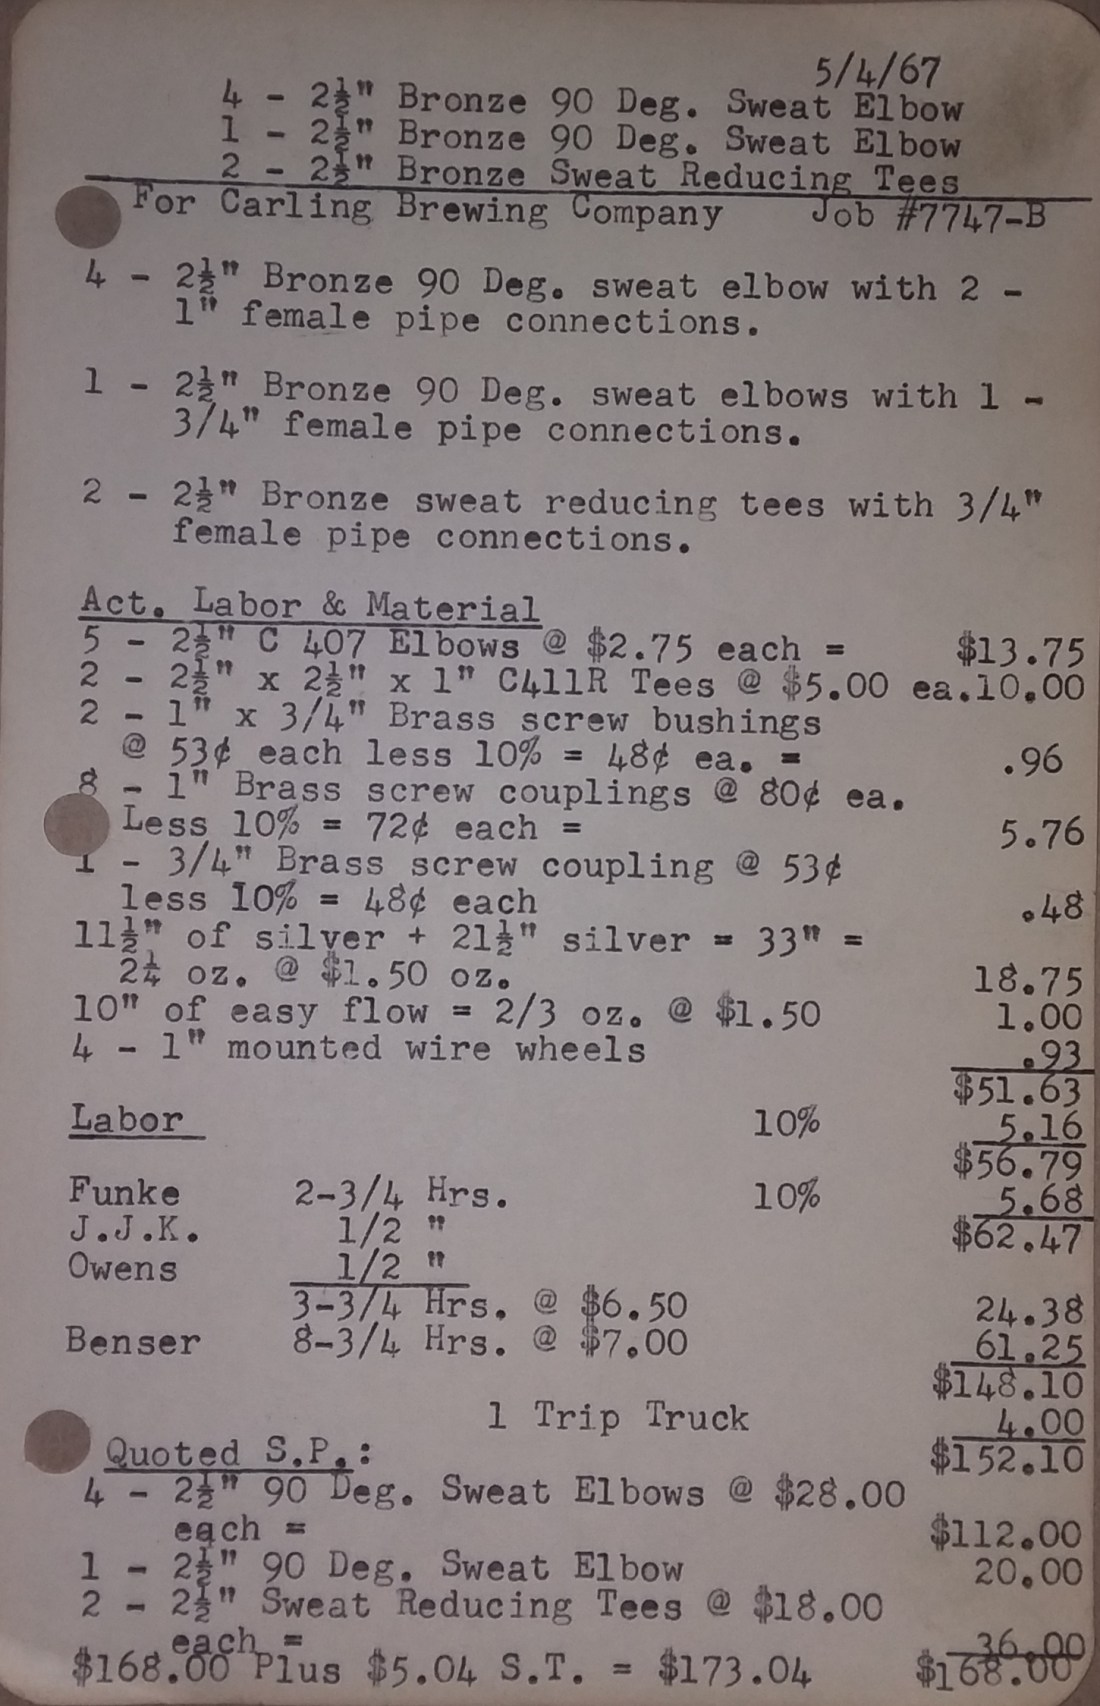 5/4/67
4 - 2½" Bronze 90 Deg. Sweat Elbow
1 - 2½" Bronze 90 Deg. Sweat Elbow
2 - 2½" Bronze Sweat Reducing Tees
For Carling Brewing Company Job #7747-B
4 - 2½" Bronze 90 Deg. sweat elbow with 2 -
1" female pipe connections.
1 - 2½" Bronze 90 Deg. sweat elbows with 1 -
3/4" female pipe connections.
2 - 2½" Bronze sweat reducing tees with 3/4"
female pipe connections.
Act. Labor & Material
5 - 2½" C 407 Elbows @ $2.75 each = $13.75
2 - 2½" x 2½" x 1" C411R Tees @ $5.00 ea.10.00
2 - 1" x 3/4" Brass screw bushings
@ 53¢ each less 10% = 48¢ ea. = .96
8 - 1" Brass screw couplings @ 80¢ ea.
Less 10% = 72¢ each = 5.76
1 - 3/4" Brass screw coupling @ 53¢
less 10% = 48¢ each .48
11½" of silver + 21½" silver = 33" =
2¼ oz. @ $1.50 oz. 18.75
10" of easy flow = 2/3 oz. @ $1.50 1.00
4 - 1" mounted wire wheels .93
$51.63
Labor 10% 5.16
$56.79
Funke 2-3/4 Hrs. 10% 5.68
J.J.K. 1/2 " $62.47
Owens 1/2 "
3-3/4 Hrs. @ $6.50 24.38
Benser 8-3/4 Hrs. @ $7.00 61.25
$148.10
1 Trip Truck 4.00
Quoted S.P.: $152.10
4 - 2½" 90 Deg. Sweat Elbows @ $28.00
each = $112.00
1 - 2½" 90 Deg. Sweat Elbow 20.00
2 - 2½" Sweat Reducing Tees @ $18.00
each = 36.00
$168.00 Plus $5.04 S.T. = $173.04 $168.00